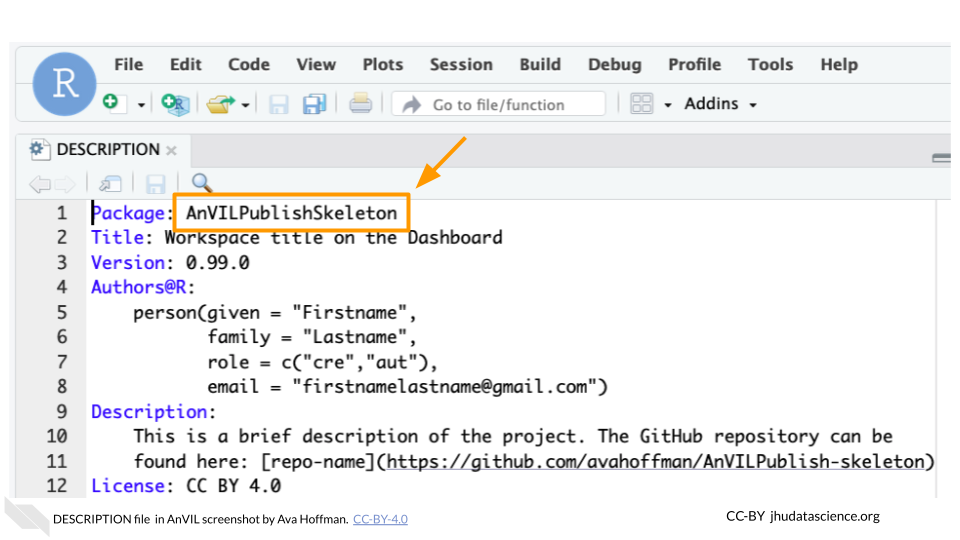 R
File Edit Code View Plots Session Build Debug Profile Tools Help
R Go to file/function Addins
DESCRIPTION
1 Package: AnVILPublishSkeleton
2 Title: Workspace title on the Dashboard
3 Version: 0.99.0
4 Authors@R:
5 person(given = "Firstname",
6 family = "Lastname",
7 role = c("cre","aut"),
8 email = "firstnamelastname@gmail.com")
9 Description:
10 This is a brief description of the project. The GitHub repository can be
11 found here: [repo-name](https://github.com/avahoffman/AnVILPublish-skeleton)
12 License: CC BY 4.0
DESCRIPTION file in AnVIL screenshot by Ava Hoffman. CC-BY-4.0
CC-BY jhudatascience.org